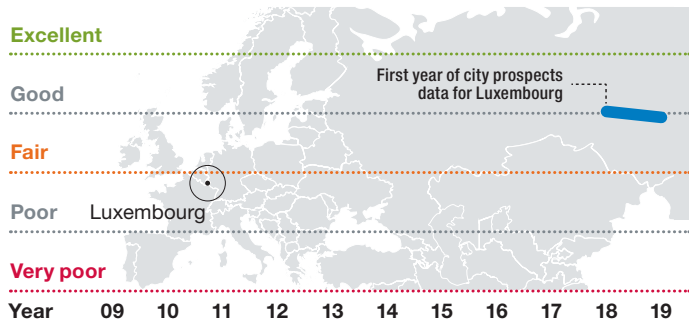 Excellent
First year of city prospects
data for Luxembourg
Good
Fair
Poor
Luxembourg
Very poor
Year 09 10 11 12 13 14 15 16 17 18 19